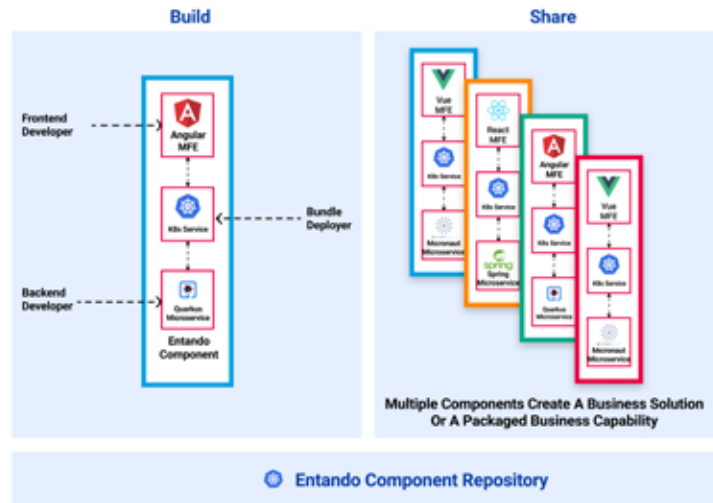 Build
Frontend
Developer
Angular
MFE
K8s Service
Bundle
Deployer
Backend
Developer
Quarkus
Microservice
Entando
Component
Share
Vue
MFE
K8s Service
Micronaut
Microservice
React
MFE
K8s Service
spring
Spring
Microservice
Angular
MFE
K8s Service
Quarkus
Microservice
Vue
MFE
K8s Service
Micronaut
Microservice
Multiple Components Create A Business Solution
Or A Packaged Business Capability
Entando Component Repository